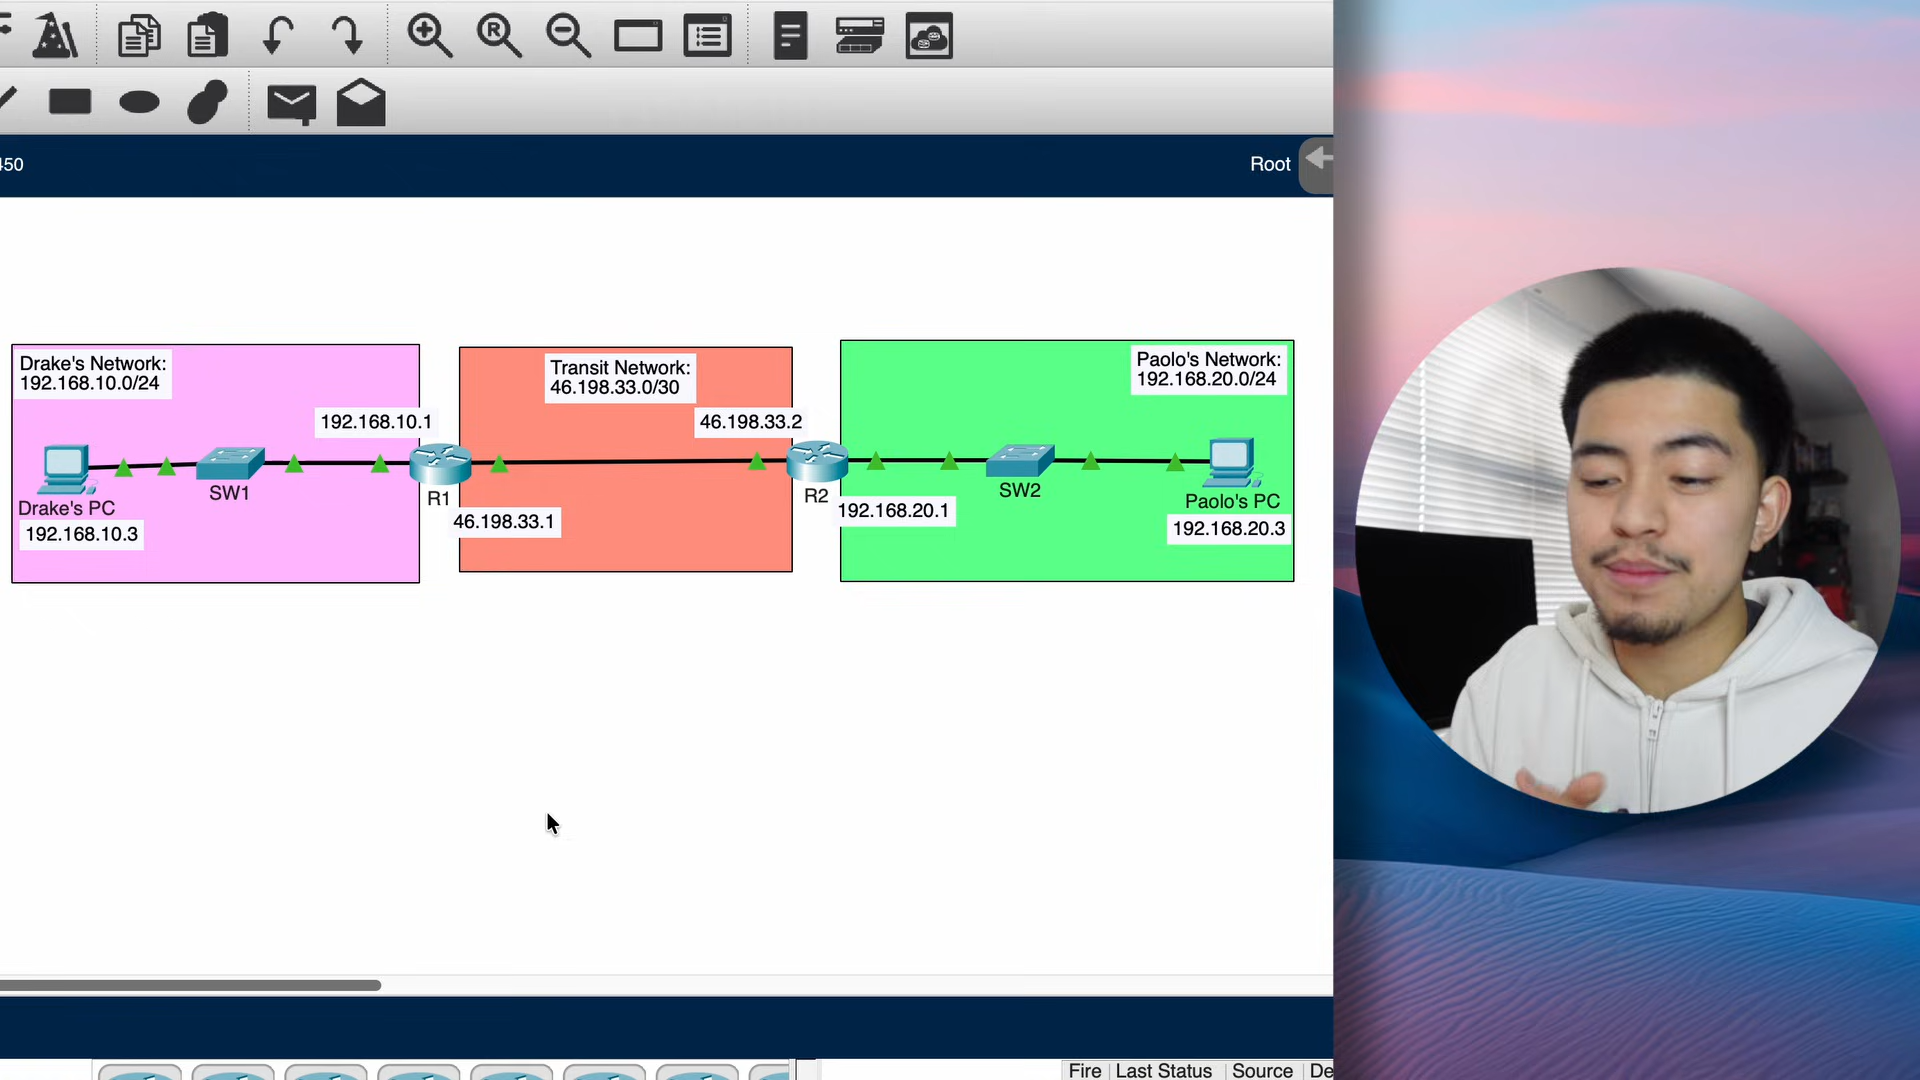 450
Root
Drake's Network:
192.168.10.0/24
Transit Network:
46.198.33.0/30
Paolo's Network:
192.168.20.0/24
192.168.10.1
46.198.33.2
SW1
R1
R2
SW2
Drake's PC
Paolo's PC
192.168.10.3
46.198.33.1
192.168.20.1
192.168.20.3
Fire Last Status Source De